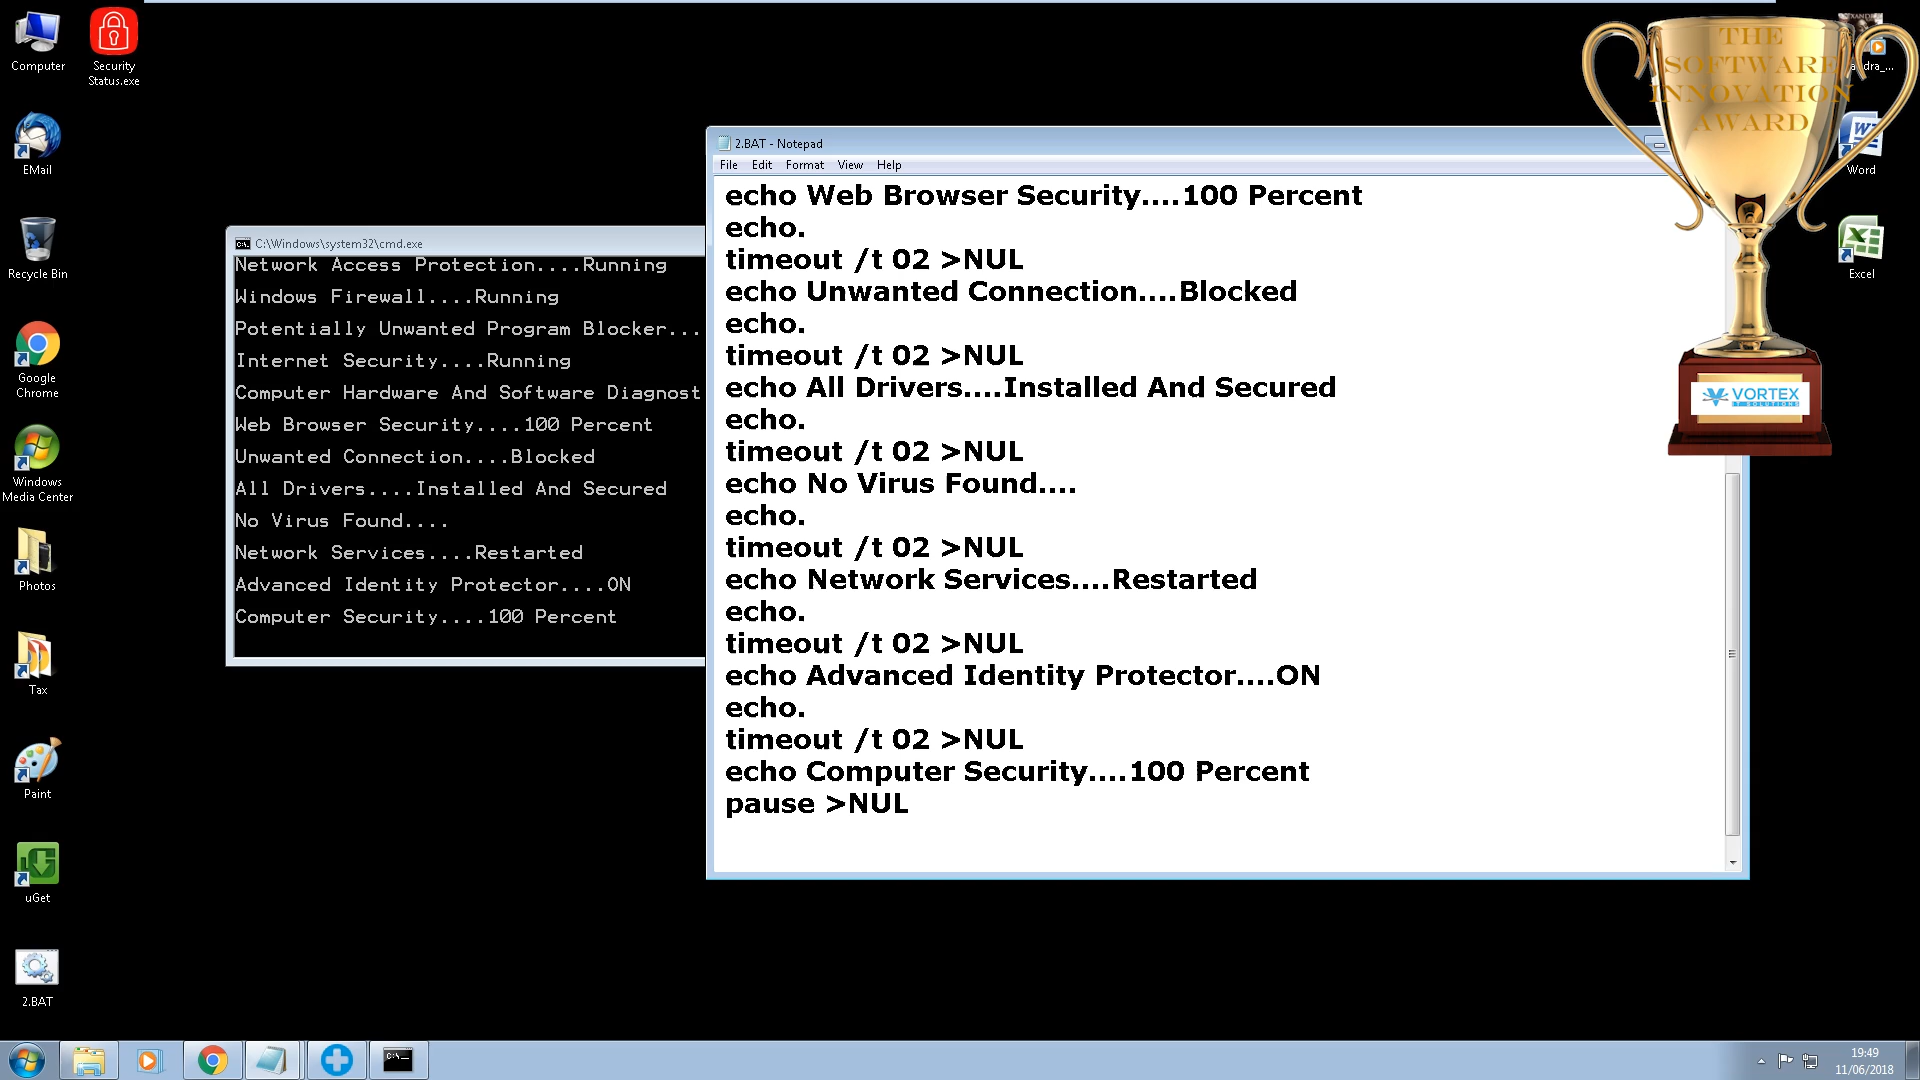 Computer
Security
Status.exe
EMail
Recycle Bin
Google
Chrome
Windows
Media Center
Photos
Tax
Paint
uGet
2.BAT
C:\Windows\system32\cmd.exe
Network Access Protection....Running
Windows Firewall....Running
Potentially Unwanted Program Blocker...
Internet Security....Running
Computer Hardware And Software Diagnost
Web Browser Security....100 Percent
Unwanted Connection....Blocked
All Drivers....Installed And Secured
No Virus Found....
Network Services....Restarted
Advanced Identity Protector....ON
Computer Security....100 Percent
2.BAT - Notepad
File Edit Format View Help
echo Web Browser Security....100 Percent
echo.
timeout /t 02 >NUL
echo Unwanted Connection....Blocked
echo.
timeout /t 02 >NUL
echo All Drivers....Installed And Secured
echo.
timeout /t 02 >NUL
echo No Virus Found....
echo.
timeout /t 02 >NUL
echo Network Services....Restarted
echo.
timeout /t 02 >NUL
echo Advanced Identity Protector....ON
echo.
timeout /t 02 >NUL
echo Computer Security....100 Percent
pause >NUL
THE
SOFTWARE
INNOVATION
AWARD
VORTEX
IT SOLUTIONS
Word
Excel
19:49
11/06/2018